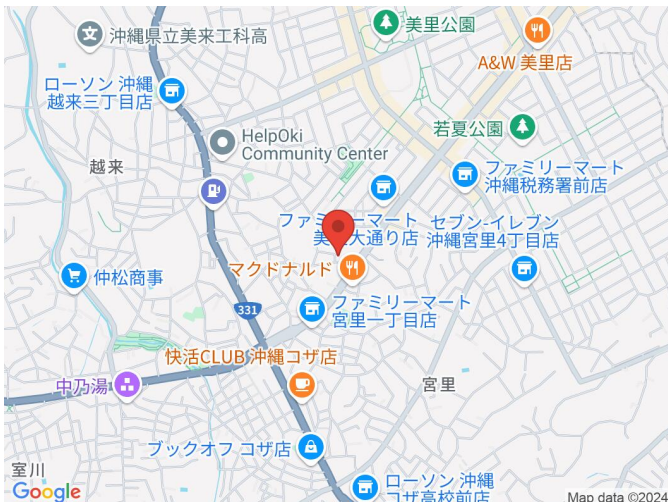 美里公園
沖縄県立美来工科高
A&W 美里店
ローソン 沖縄
越来三丁目店
若夏公園
HelpOki
Community Center
越来
ファミリーマート
沖縄税務署前店
ファミリーマート
大通り店
セブン-イレブン
沖縄宮里4丁目店
マクドナルド
仲松商事
ファミリーマート
宮里一丁目店
331
快活CLUB 沖縄コザ店
中乃湯
宮里
ブックオフ コザ店
室川
ローソン 沖縄
コザ高校前店
Google
Map data ©2024